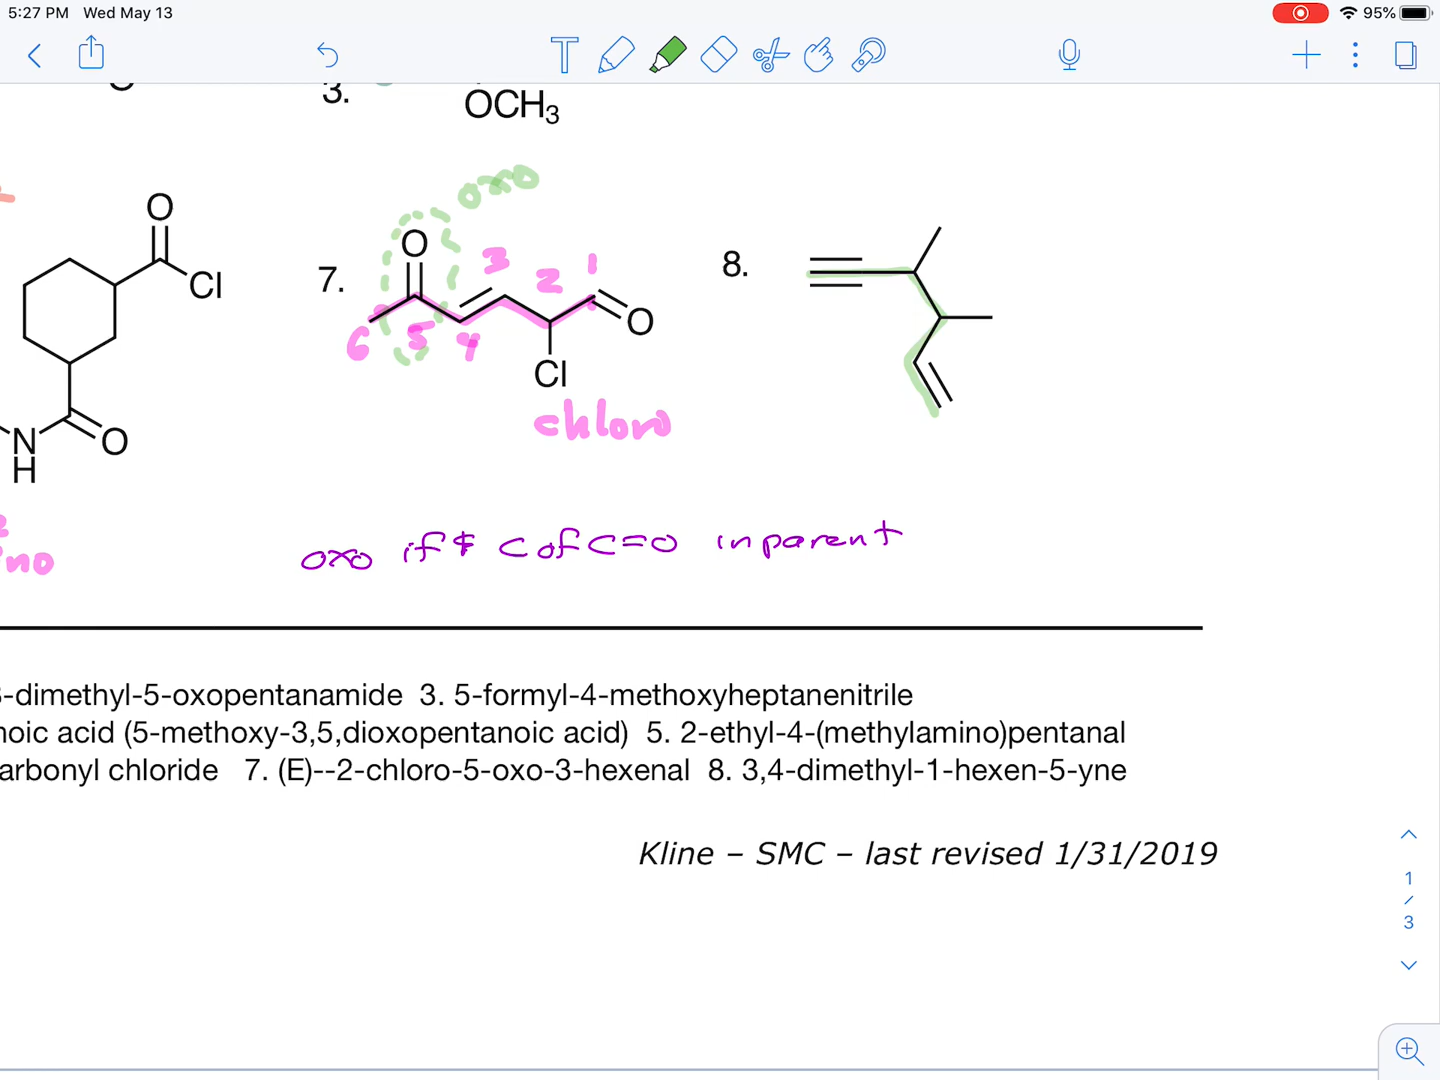 5:27 PM Wed May 13
95%
T
3.
OCH3
oxo
O
Cl
N
H
O
7.
O
3
2
1
6
5
4
O
Cl
chloro
8.
no
oxo if C of C=O in parent
-dimethyl-5-oxopentanamide 3. 5-formyl-4-methoxyheptanenitrile
noic acid (5-methoxy-3,5,dioxopentanoic acid) 5. 2-ethyl-4-(methylamino)pentanal
arbonyl chloride 7. (E)--2-chloro-5-oxo-3-hexenal 8. 3,4-dimethyl-1-hexen-5-yne
Kline – SMC – last revised 1/31/2019
1
/
3